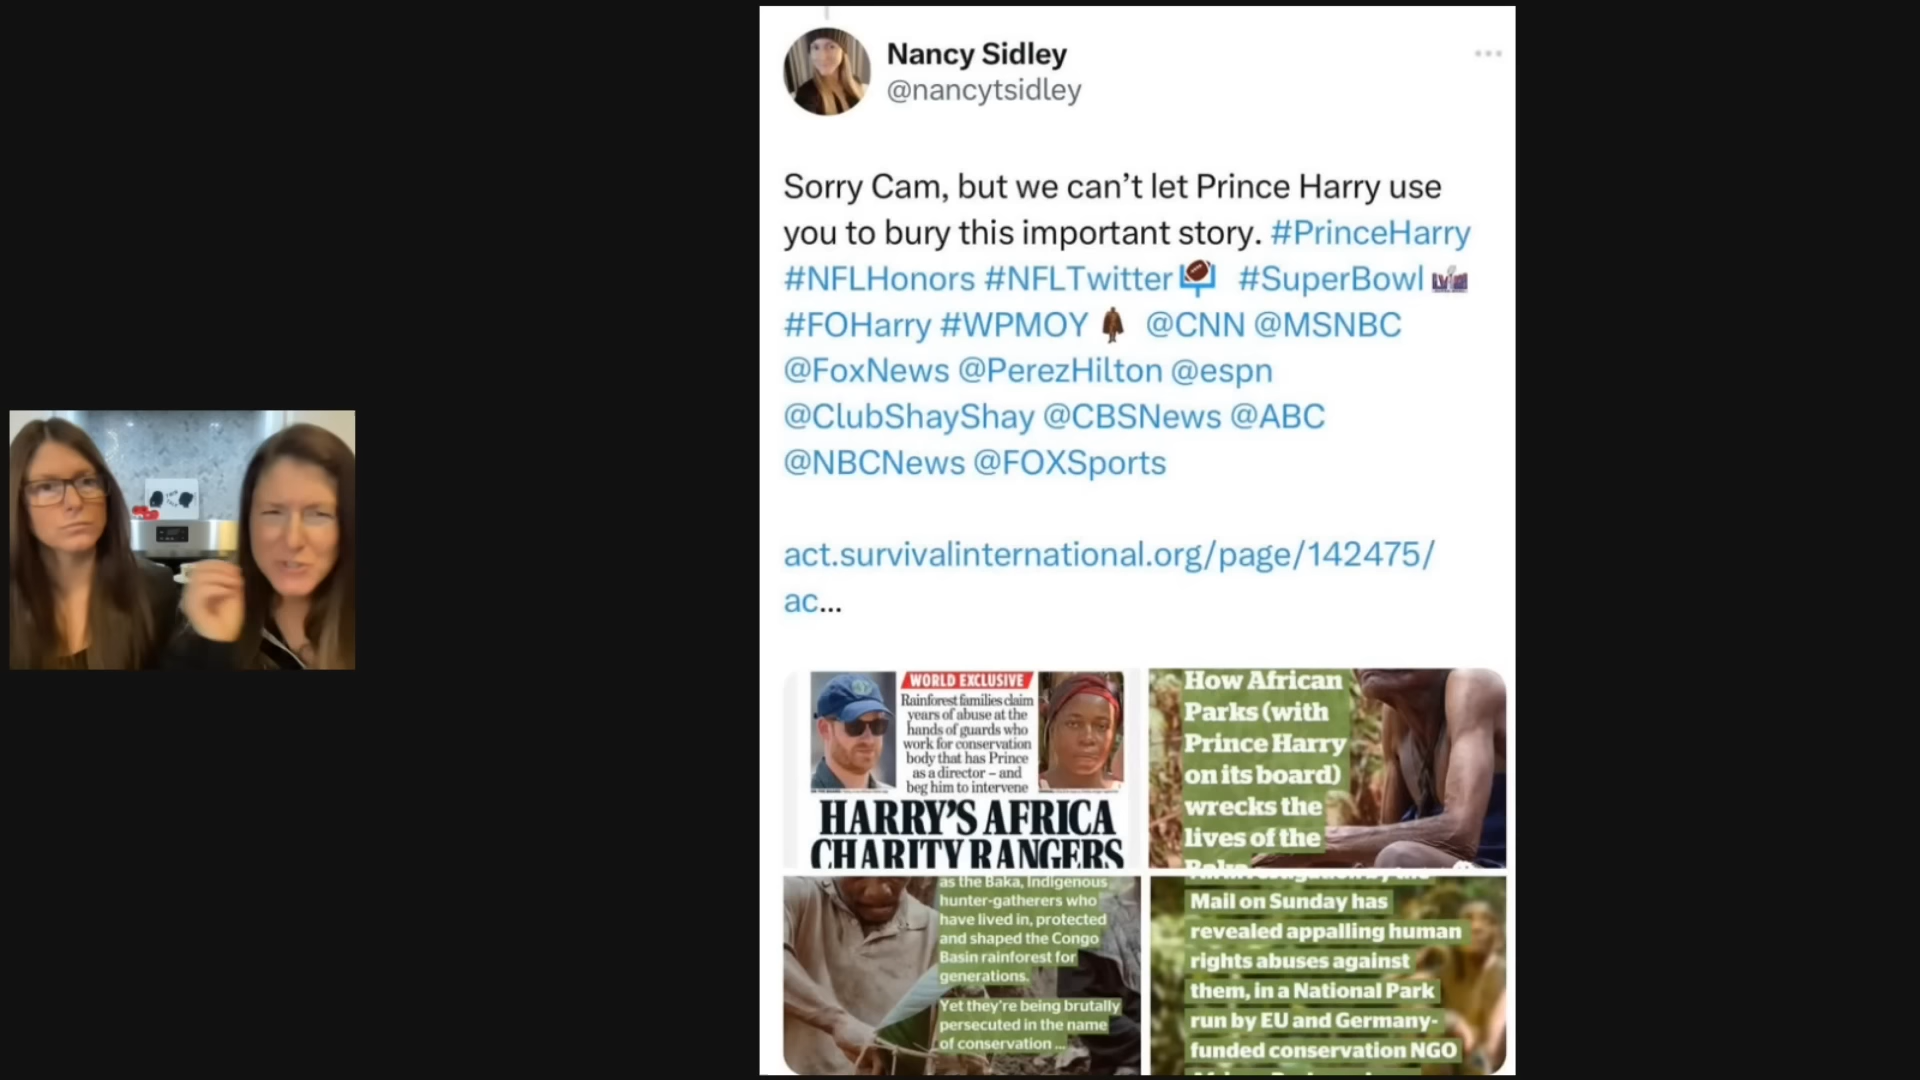 Nancy Sidley
@nancytsidley
Sorry Cam, but we can't let Prince Harry use
you to bury this important story. #PrinceHarry
#NFLHonors #NFLTwitter #SuperBowl
#FOHarry #WPMOY @CNN @MSNBC
@FoxNews @PerezHilton @espn
@ClubShayShay @CBSNews @ABC
@NBCNews @FOXSports
act.survivalinternational.org/page/142475/
ac...
WORLD EXCLUSIVE
Rainforest families claim
years of abuse at the
hands of guards who
work for conservation
body that has Prince
as a director – and
beg him to intervene
HARRY'S AFRICA
CHARITY RANGERS
How African
Parks (with
Prince Harry
on its board)
wrecks the
lives of the
as the Baka, Indigenous
hunter-gatherers who
have lived in, protected
and shaped the Congo
Basin rainforest for
generations.
Yet they're being brutally
persecuted in the name
of conservation ...
Mail on Sunday has
revealed appalling human
rights abuses against
them, in a National Park
run by EU and Germany-
funded conservation NGO